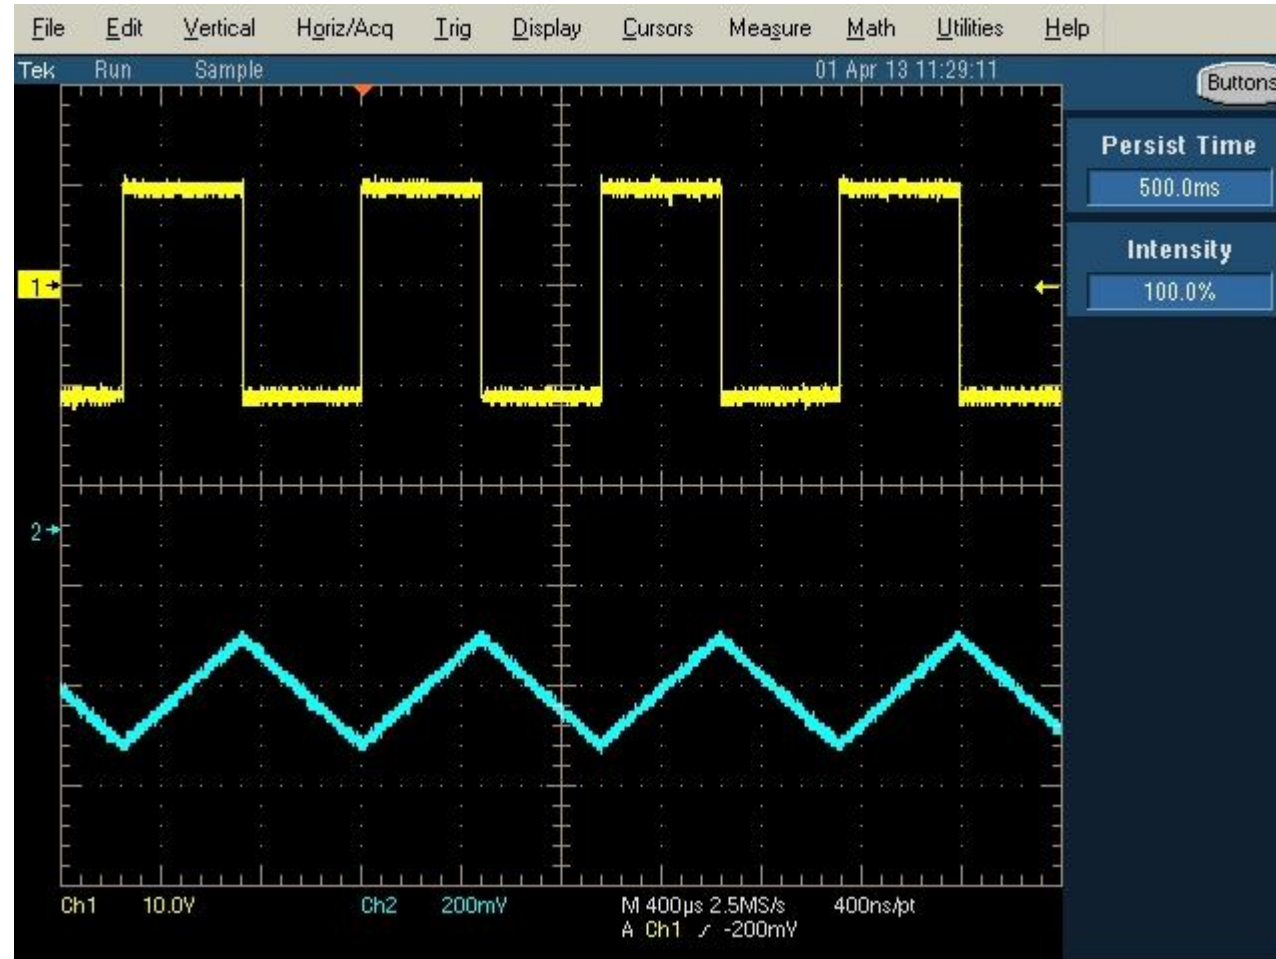 File Edit Vertical Horiz/Acq Trig Display Cursors Measure Math Utilities Help
Tek Run Sample 01 Apr 13 11:29:11
Buttons
Persist Time
500.0ms
Intensity
100.0%
1
2
Ch1 10.0V Ch2 200mV M 400µs 2.5MS/s 400ns/pt
A Ch1 -200mV